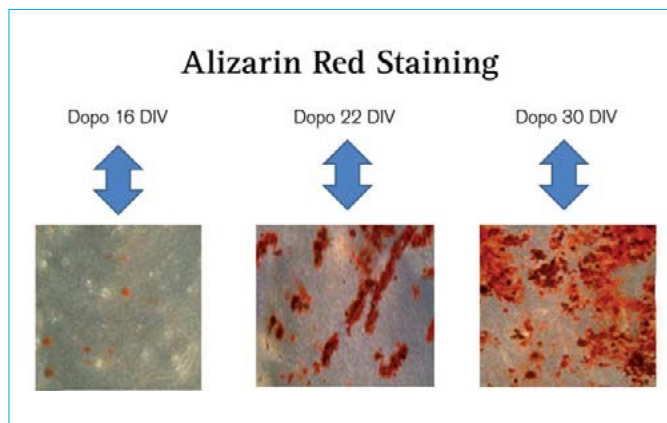 Alizarin Red Staining
Dopo 16 DIV
Dopo 22 DIV
Dopo 30 DIV